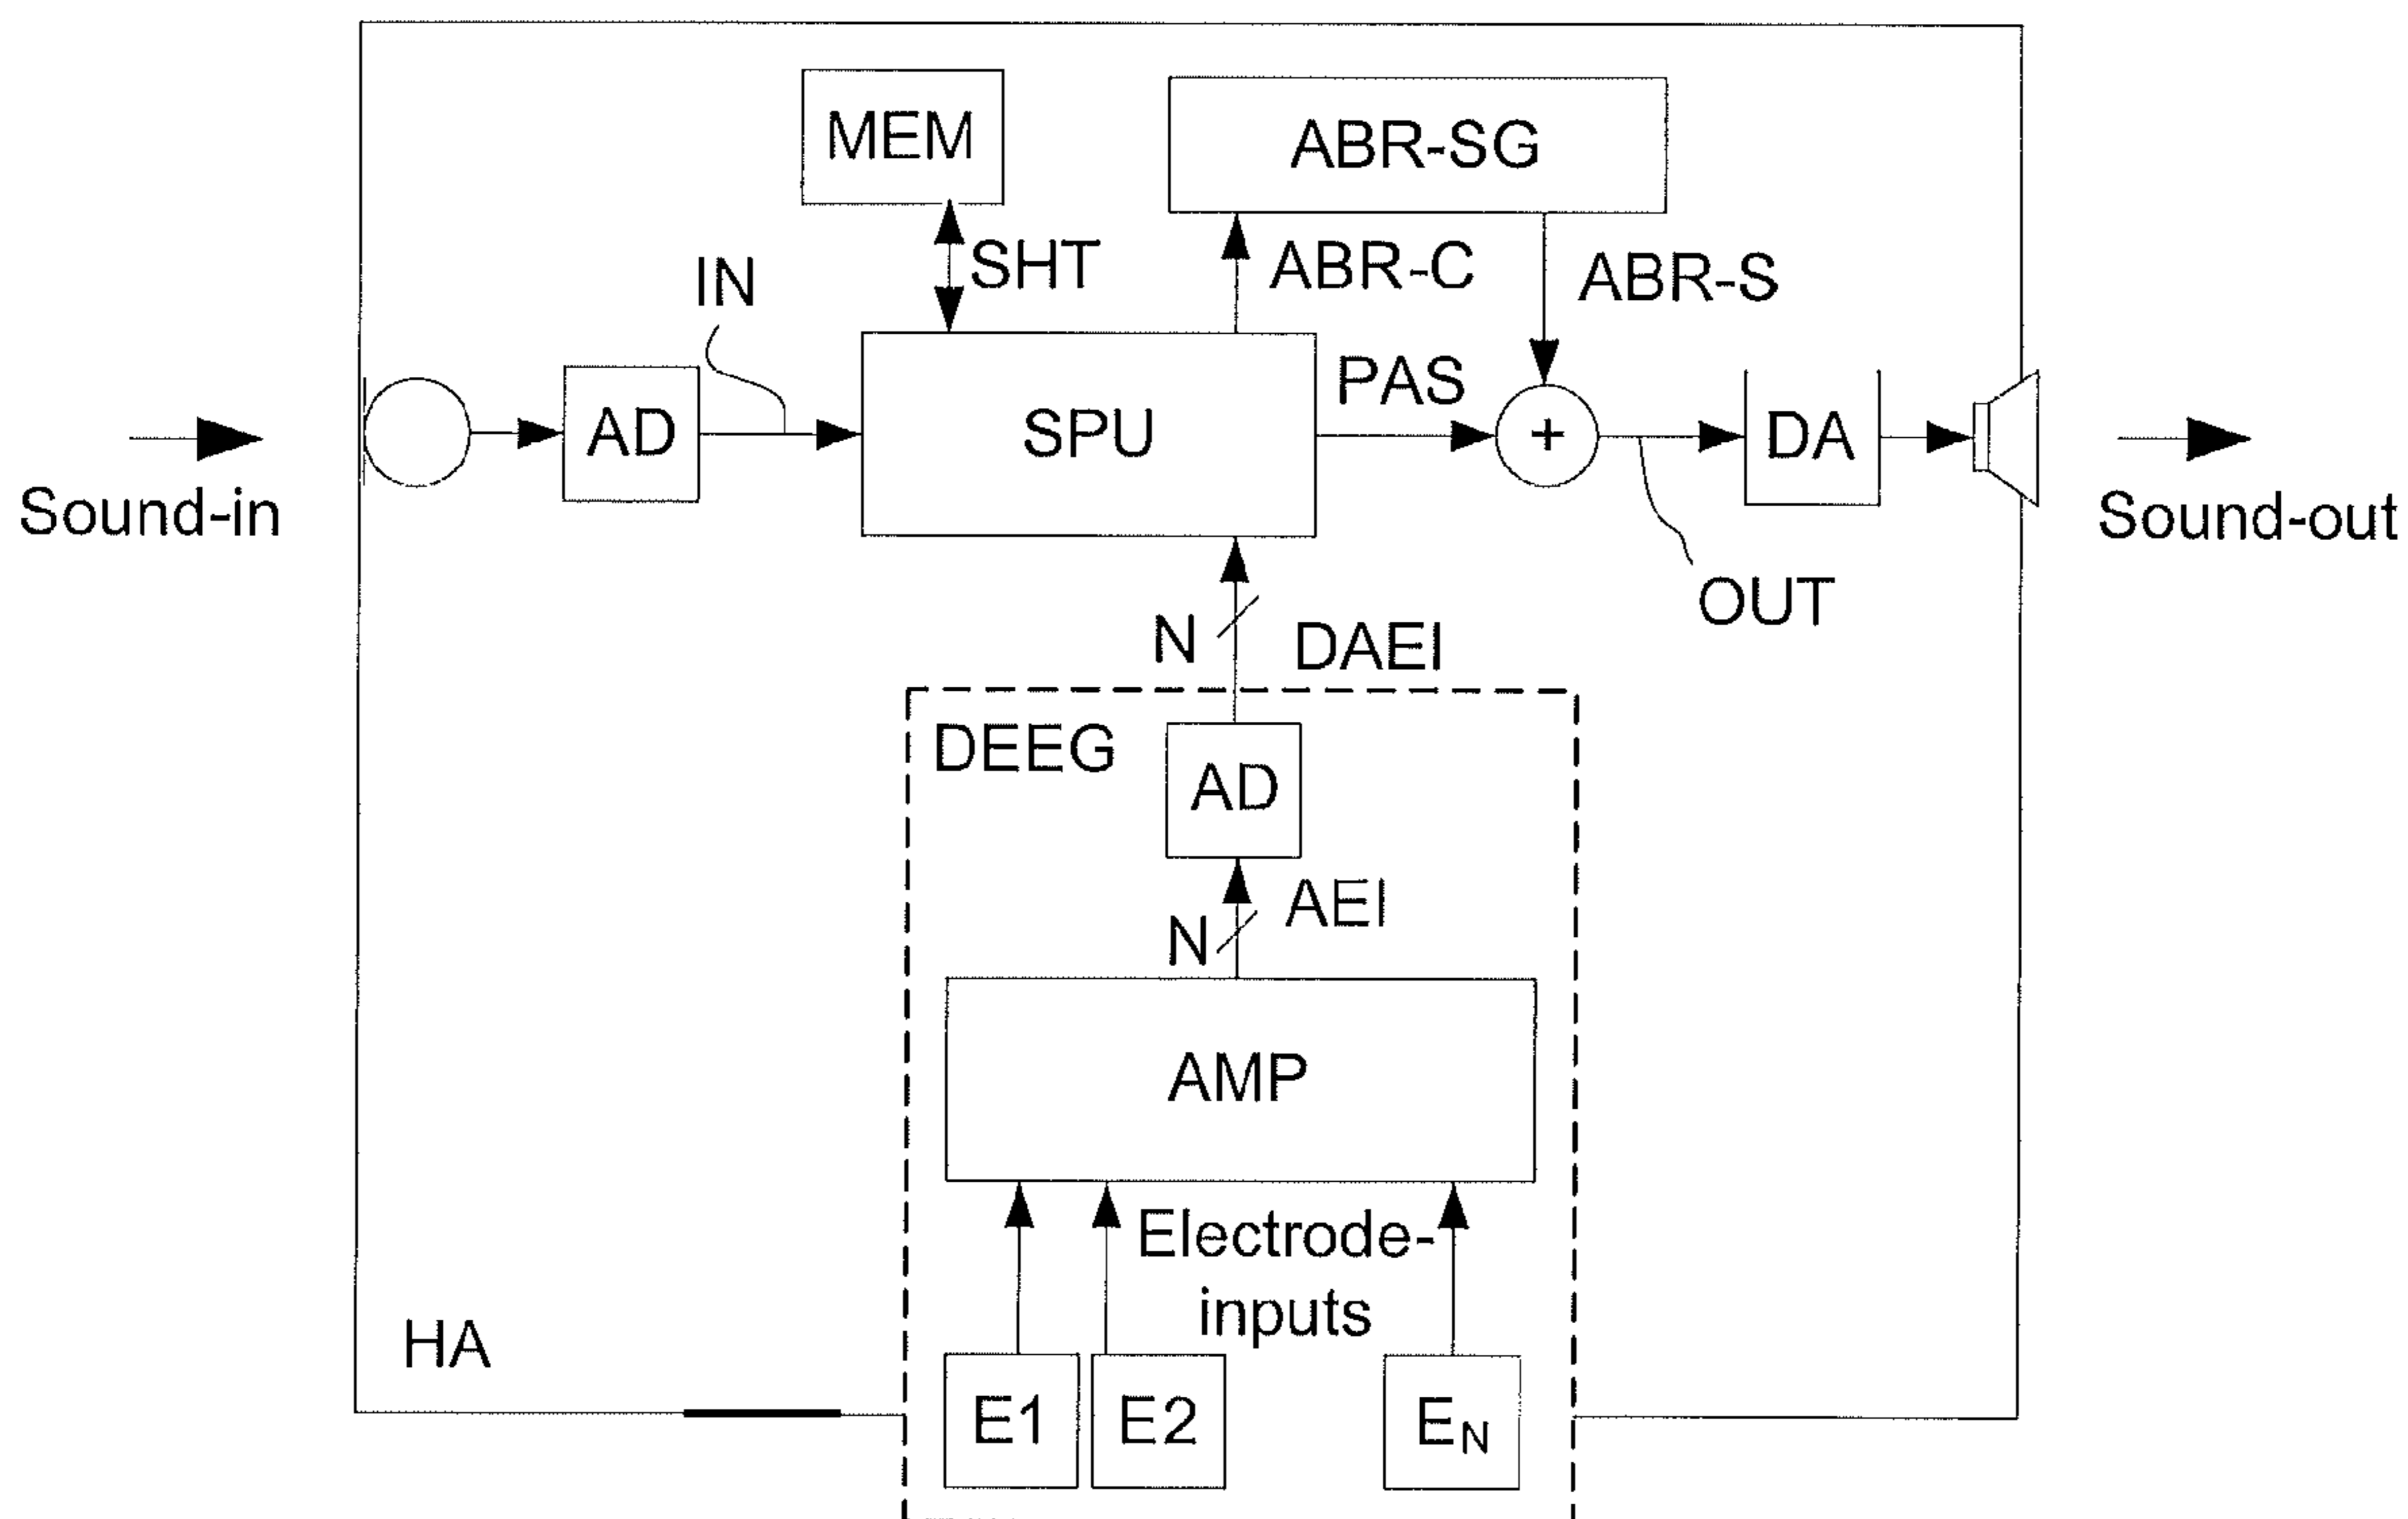 MEM
ABR-SG
SHT
ABR-C
ABR-S
IN
PAS
AD
SPU
+
DA
Sound-in
Sound-out
OUT
N
DAEI
DEEG
AD
AEI
N
AMP
Electrode-
inputs
HA
E1
E2
EN